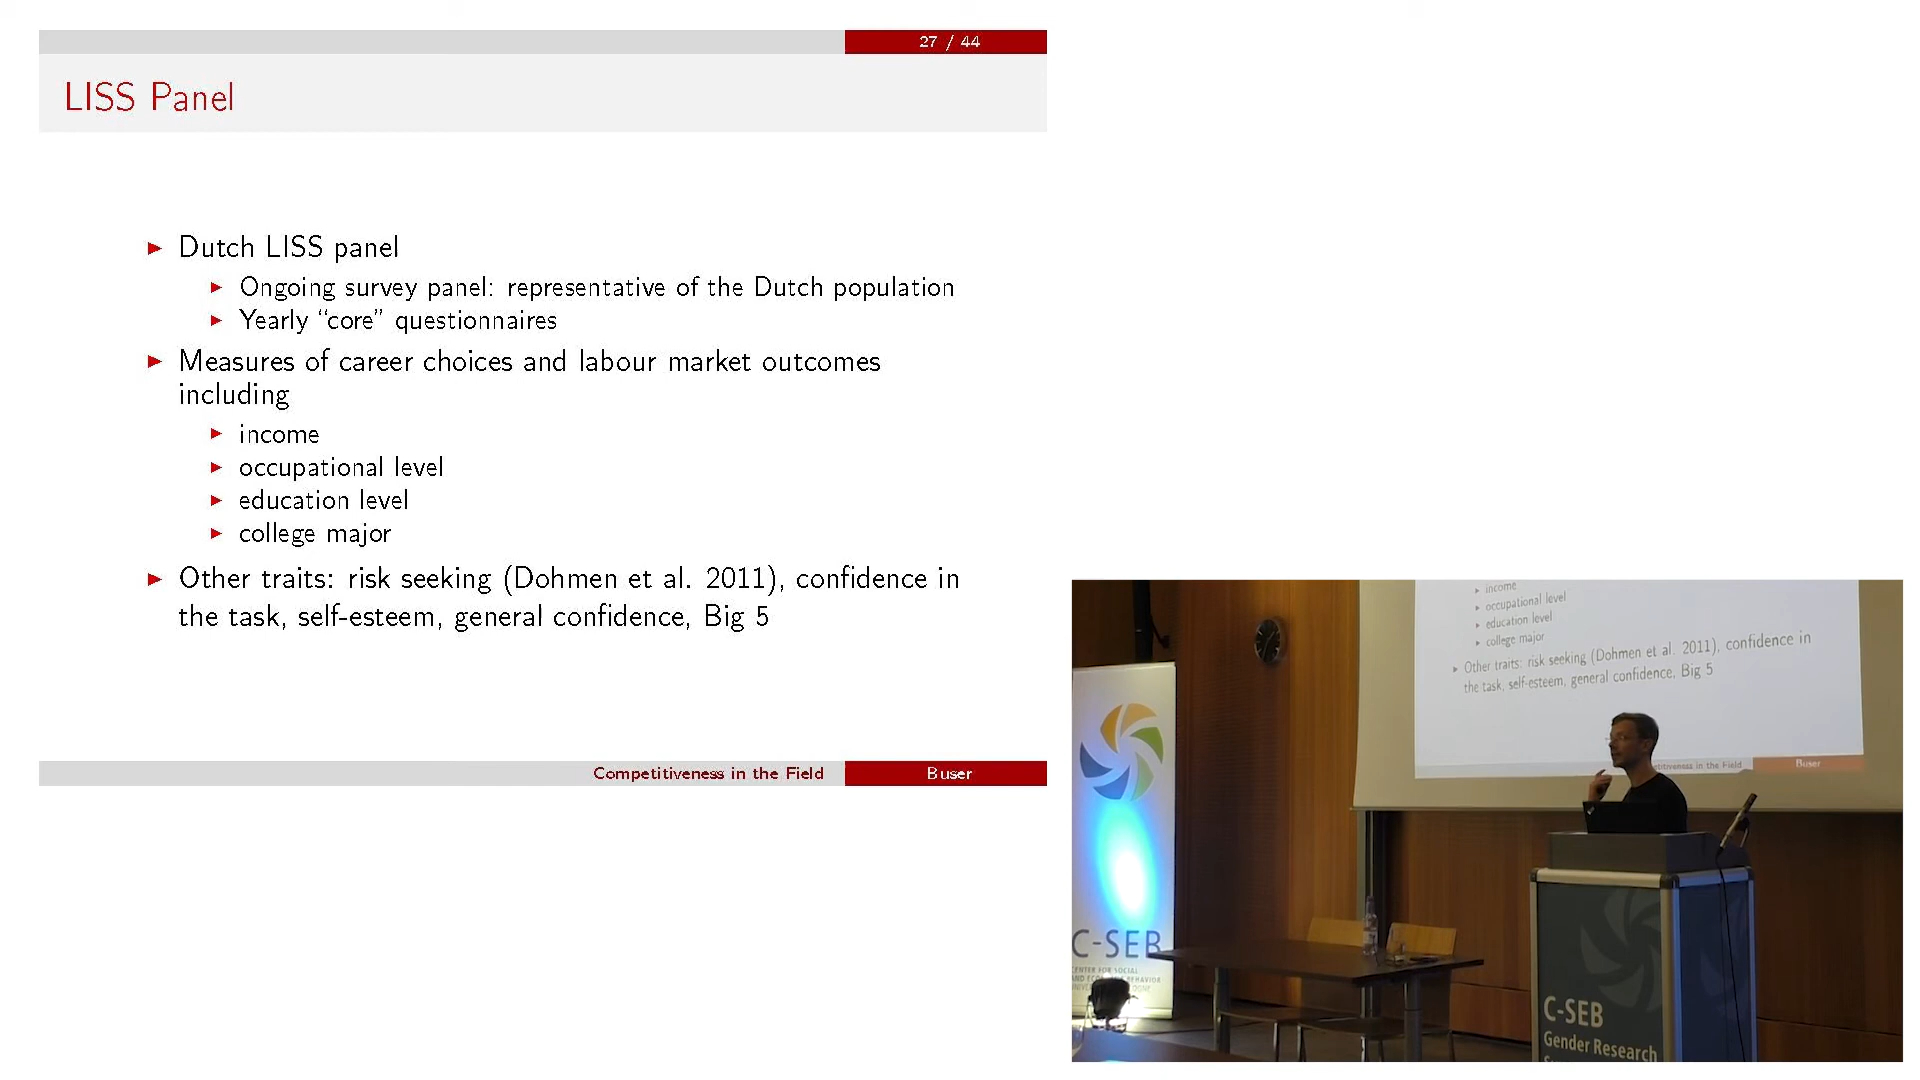 27 / 44
LISS Panel
Dutch LISS panel
Ongoing survey panel: representative of the Dutch population
Yearly “core” questionnaires
Measures of career choices and labour market outcomes
including
income
occupational level
education level
college major
Other traits: risk seeking (Dohmen et al. 2011), confidence in
the task, self-esteem, general confidence, Big 5
Competitiveness in the Field
Buser
income
occupational level
education level
college major
Other traits: risk seeking (Dohmen et al. 2011), confidence in
the task, self-esteem, general confidence, Big 5
in the Field
Buser
C-SEB
CENTER FOR SOCIAL
BEHAVIOR
C-SEB
Gender Research